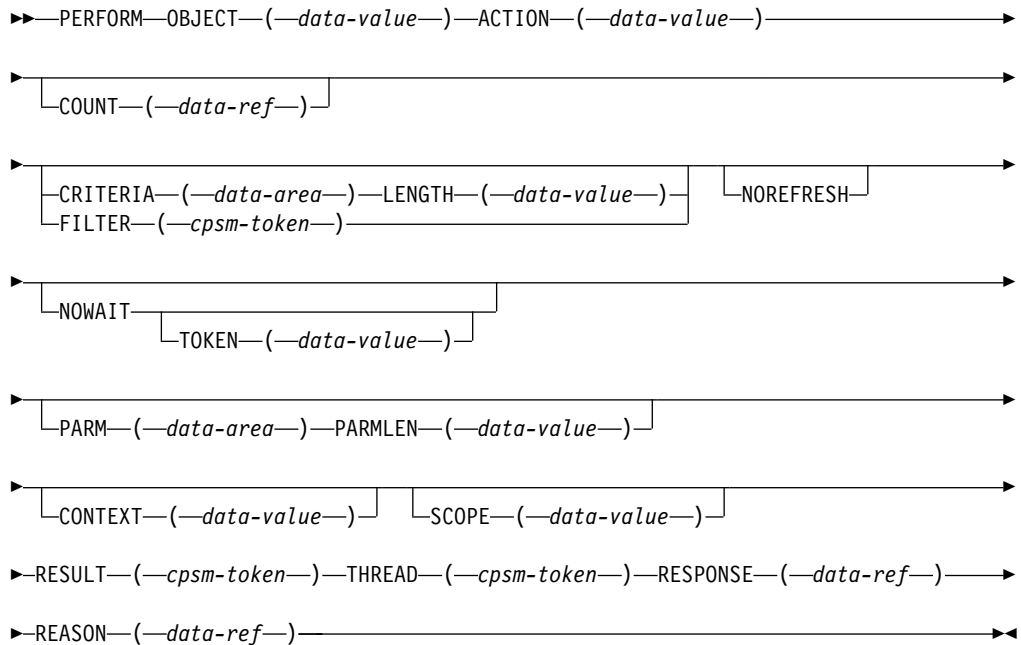 PERFORM OBJECT ( data-value ) ACTION ( data-value )
COUNT ( data-ref )
CRITERIA ( data-area ) LENGTH ( data-value ) NOREFRESH
FILTER ( cpsm-token )
NOWAIT
TOKEN ( data-value )
PARM ( data-area ) PARMLEN ( data-value )
CONTEXT ( data-value ) SCOPE ( data-value )
RESULT ( cpsm-token ) THREAD ( cpsm-token ) RESPONSE ( data-ref )
REASON ( data-ref )